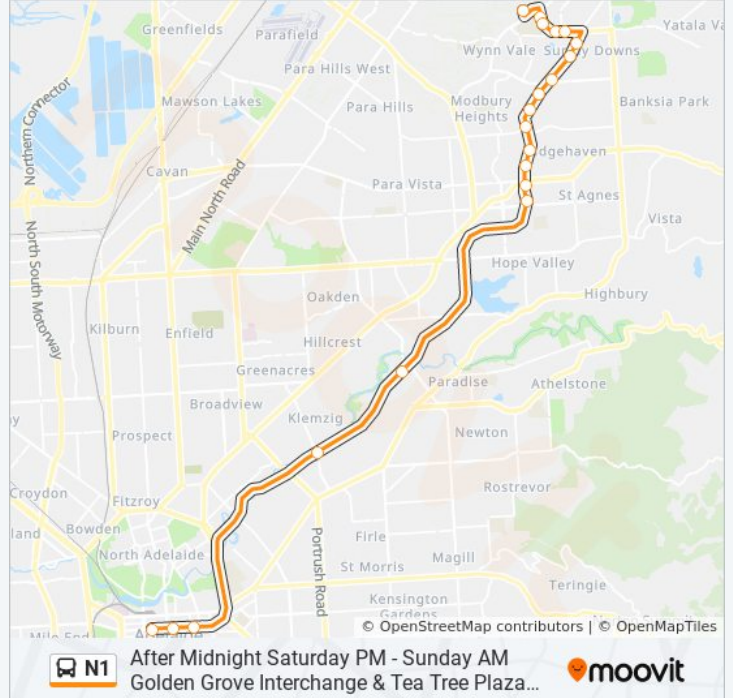 Greenfields
Parafield
Yatala Va
Wynn Vale
Su
y Downs
Para Hills West
Northern Connector
Mawson Lakes
Para Hills
Modbury
Heights
Banksia Park
dgehaven
Cavan
Main North Road
Para Vista
St Agnes
Vista
North South Motorway
Hope Valley
Oakden
Highbury
Kilburn
Enfield
Hillcrest
Greenacres
Paradise
Athelstone
Broadview
Klemzig
Prospect
Newton
Croydon
Rostrevor
Fitzroy
land
Bowden
Portrush Road
Firle
North Adelaide
Magill
St Morris
Teringie
Kensington
Gardens
Mile End
© OpenStreetMap contributors | © OpenMapTiles
N1
After Midnight Saturday PM - Sunday AM
Golden Grove Interchange & Tea Tree Plaza...
moovit